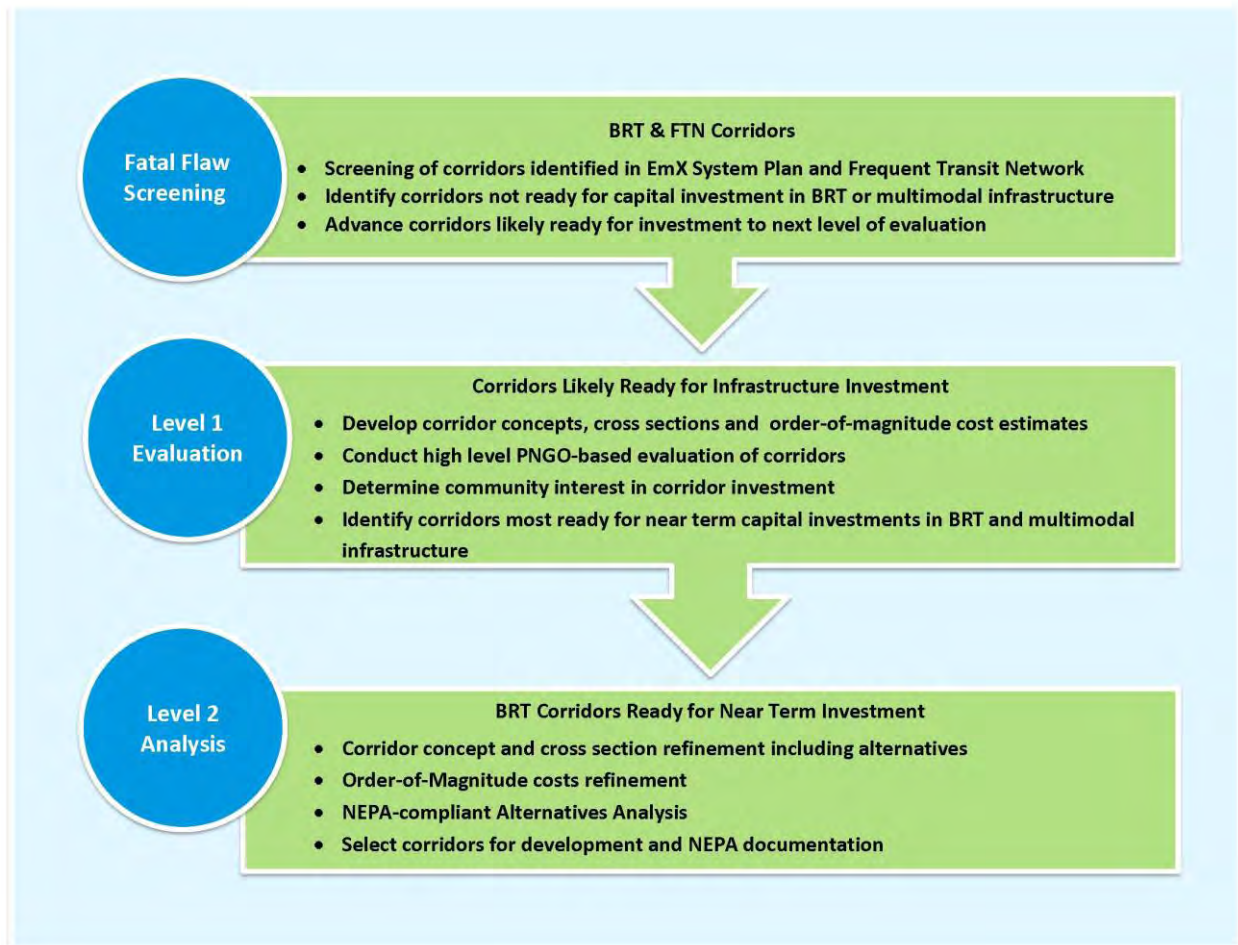 Fatal Flaw
Screening
BRT & FTN Corridors
• Screening of corridors identified in EmX System Plan and Frequent Transit Network
• Identify corridors not ready for capital investment in BRT or multimodal infrastructure
• Advance corridors likely ready for investment to next level of evaluation
Level 1
Evaluation
Corridors Likely Ready for Infrastructure Investment
• Develop corridor concepts, cross sections and order-of-magnitude cost estimates
• Conduct high level PNGO-based evaluation of corridors
• Determine community interest in corridor investment
• Identify corridors most ready for near term capital investments in BRT and multimodal
infrastructure
Level 2
Analysis
BRT Corridors Ready for Near Term Investment
• Corridor concept and cross section refinement including alternatives
• Order-of-Magnitude costs refinement
• NEPA-compliant Alternatives Analysis
• Select corridors for development and NEPA documentation